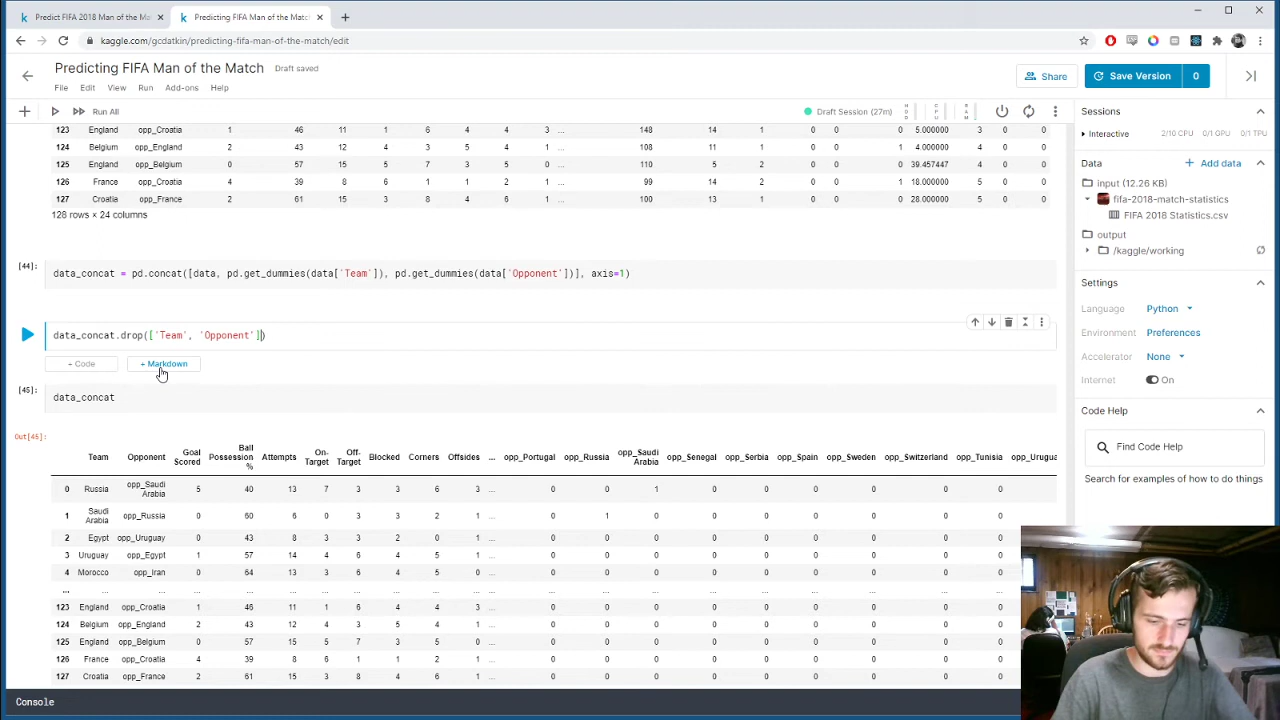 Predict FIFA 2018 Man of the Ma
Predicting FIFA Man of the Matc
kaggle.com/gcdatkin/predicting-fifa-man-of-the-match/edit
Predicting FIFA Man of the Match Draft saved
Share
Save Version 0
File Edit View Run Add-ons Help
Run All
Draft Session (27m)
Sessions
Interactive 2/10 CPU 0/1 GPU 0/1 TPU
Data
+ Add data
input (12.26 KB)
fifa-2018-match-statistics
FIFA 2018 Statistics.csv
output
/kaggle/working
Settings
Language Python
Environment Preferences
Accelerator None
Internet On
Code Help
Find Code Help
Search for examples of how to do things
123 England opp_Croatia 1 46 11 1 6 4 4 3 ... 148 14 1 0 0 5.000000 3 0 0
124 Belgium opp_England 2 43 12 4 3 5 4 1 ... 108 11 1 0 1 4.000000 4 0 0
125 England opp_Belgium 0 57 15 5 7 3 5 0 ... 110 5 2 0 0 39.457447 4 0 0
126 France opp_Croatia 4 39 8 6 1 1 2 1 ... 99 14 2 0 1 18.000000 5 0 0
127 Croatia opp_France 2 61 15 3 8 4 6 1 ... 100 13 1 0 0 28.000000 5 0 0
128 rows × 24 columns
[44]:
data_concat = pd.concat([data, pd.get_dummies(data['Team']), pd.get_dummies(data['Opponent'])], axis=1)
data_concat.drop(['Team', 'Opponent'])
+ Code
+ Markdown
[45]:
data_concat
Out[45]:
Team Opponent Goal Scored Ball Possession % Attempts On-Target Off-Target Blocked Corners Offsides ... opp_Portugal opp_Russia opp_Saudi Arabia opp_Senegal opp_Serbia opp_Spain opp_Sweden opp_Switzerland opp_Tunisia opp_Urugua
0 Russia opp_Saudi Arabia 5 40 13 7 3 3 6 3 ... 0 0 1 0 0 0 0 0 0
1 Saudi Arabia opp_Russia 0 60 6 0 3 3 2 1 ... 0 1 0 0 0 0 0 0 0
2 Egypt opp_Uruguay 0 43 8 3 3 2 0 1 ... 0 0 0 0 0 0 0 0 0
3 Uruguay opp_Egypt 1 57 14 4 6 4 5 1 ... 0 0 0 0 0 0 0 0 0
4 Morocco opp_Iran 0 64 13 3 6 4 5 0 ... 0 0 0 0 0 0 0 0 0
... ... ... ... ... ... ... ... ... ... ... ... ... ... ... ... ... ... ... ... ...
123 England opp_Croatia 1 46 11 1 6 4 4 3 ... 0 0 0 0 0 0 0 0 0
124 Belgium opp_England 2 43 12 4 3 5 4 1 ... 0 0 0 0 0 0 0 0 0
125 England opp_Belgium 0 57 15 5 7 3 5 0 ... 0 0 0 0 0 0 0 0 0
126 France opp_Croatia 4 39 8 6 1 1 2 1 ... 0 0 0 0 0 0 0 0 0
127 Croatia opp_France 2 61 15 3 8 4 6 1 ... 0 0 0 0 0 0 0 0 0
Console